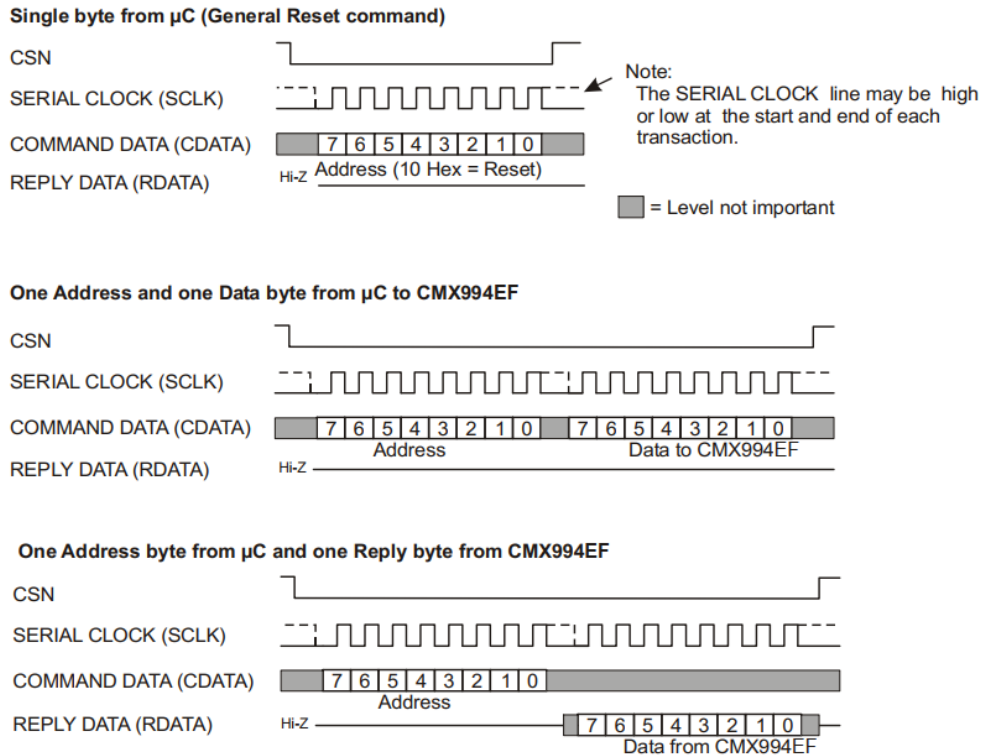 Single byte from µC (General Reset command)
CSN
SERIAL CLOCK (SCLK)
Note:
The SERIAL CLOCK line may be high
or low at the start and end of each
transaction.
COMMAND DATA (CDATA)
7 6 5 4 3 2 1 0
Address (10 Hex = Reset)
REPLY DATA (RDATA)
Hi-Z
= Level not important
One Address and one Data byte from µC to CMX994EF
CSN
SERIAL CLOCK (SCLK)
COMMAND DATA (CDATA)
7 6 5 4 3 2 1 0 7 6 5 4 3 2 1 0
Address Data to CMX994EF
REPLY DATA (RDATA)
Hi-Z
One Address byte from µC and one Reply byte from CMX994EF
CSN
SERIAL CLOCK (SCLK)
COMMAND DATA (CDATA)
7 6 5 4 3 2 1 0
Address
REPLY DATA (RDATA)
Hi-Z
7 6 5 4 3 2 1 0
Data from CMX994EF